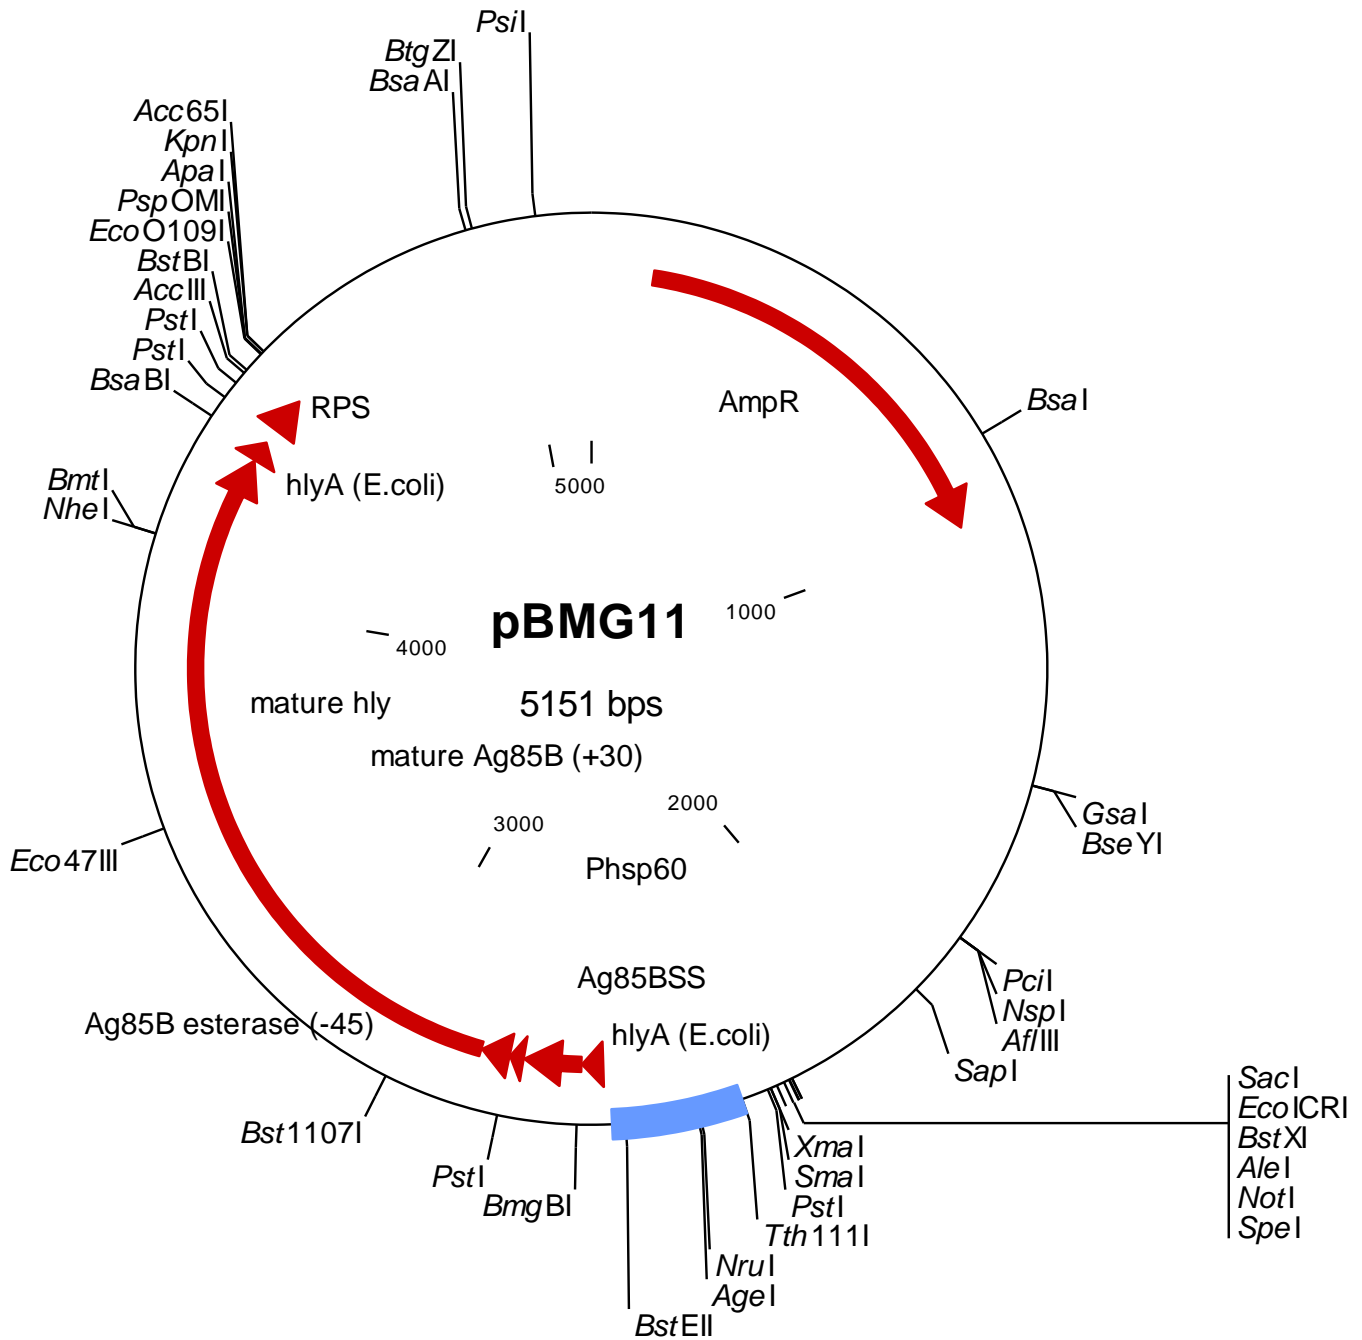 PsiI
BtgZI
BsaAI
Acc65I
KpnI
ApaI
PspOMI
EcoO109I
BstBI
AccIII
PstI
PstI
BsaBI
BmtI
NheI
RPS
hlyA (E.coli)
AmpR
BsaI
5000
1000
pBMG11
4000
mature hly
5151 bps
mature Ag85B (+30)
2000
3000
Phsp60
GsaI
BseYI
Eco47III
Ag85BSS
PciI
NspI
AflIII
Ag85B esterase (-45)
hlyA (E.coli)
SapI
SacI
EcoICRI
BstXI
AleI
NotI
SpeI
Bst1107I
PstI
BmgBI
XmaI
SmaI
PstI
Tth111I
NruI
AgeI
BstEII